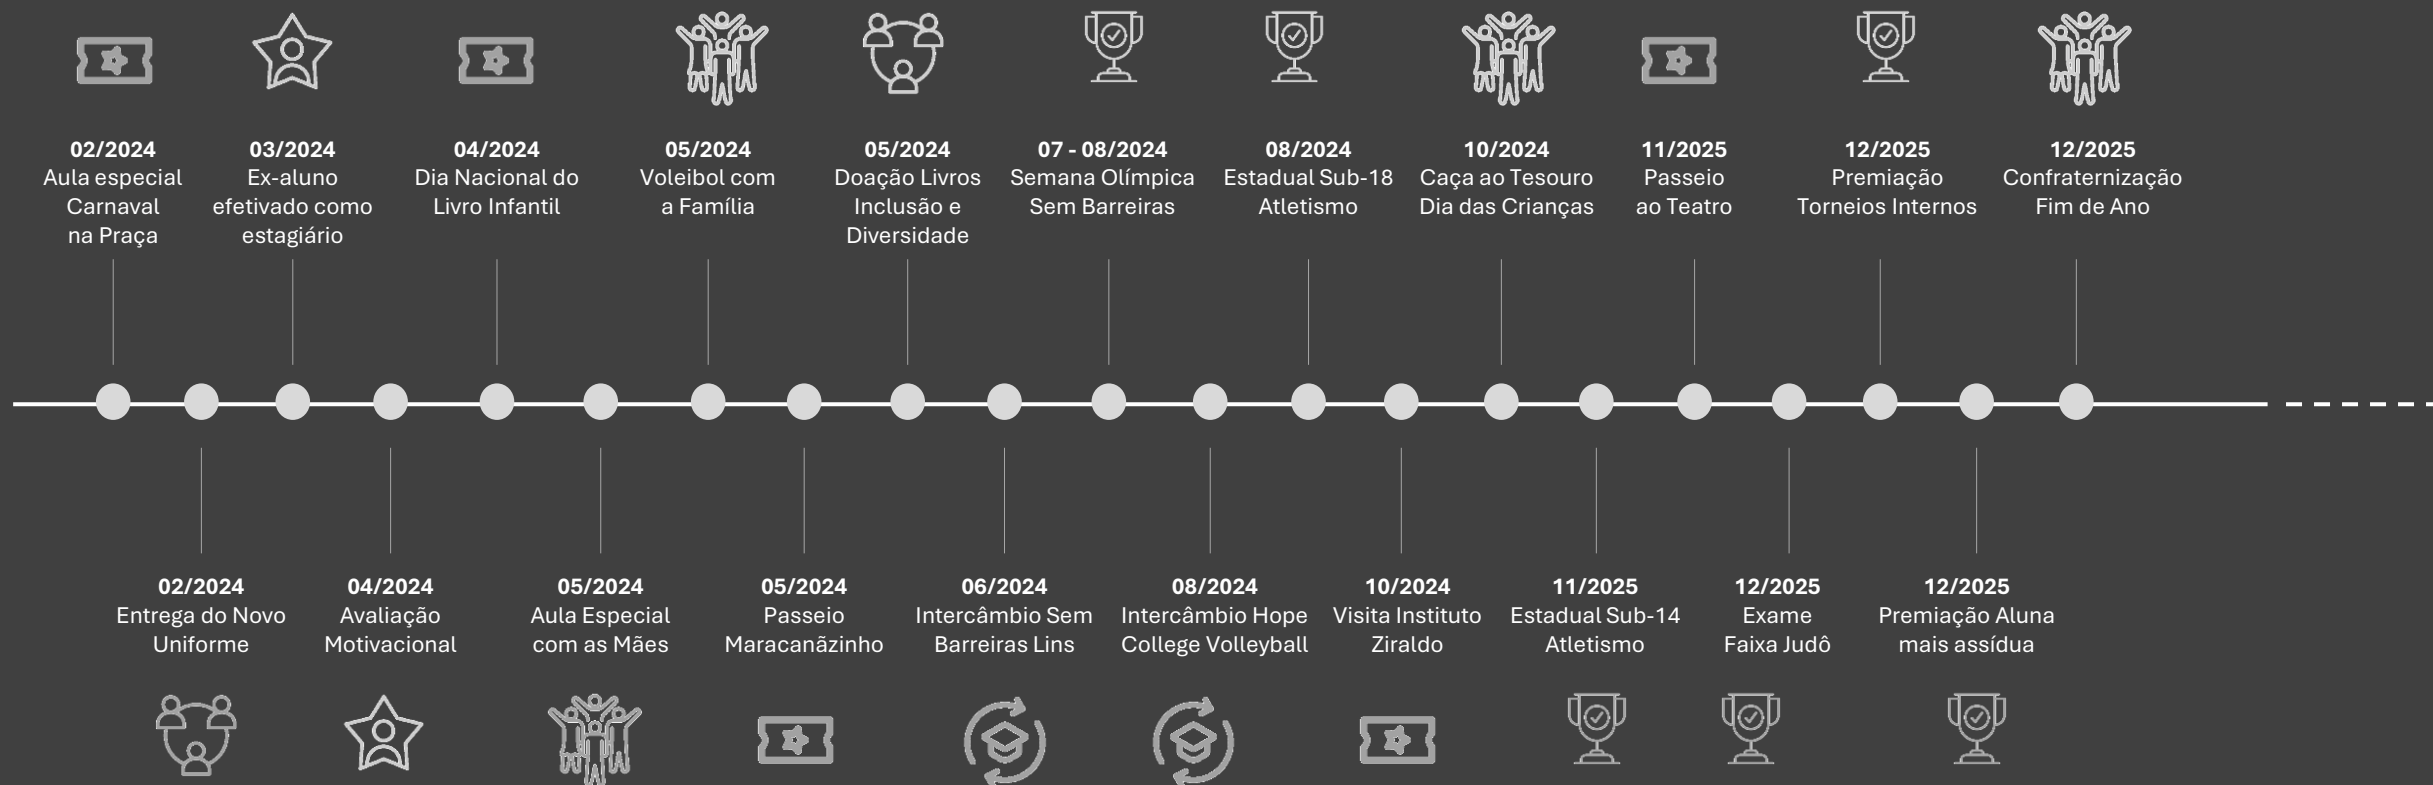 02/2024
Aula especial
Carnaval
na Praça
03/2024
Ex-aluno
efetivado como
estagiário
04/2024
Dia Nacional do
Livro Infantil
05/2024
Voleibol com
a Família
05/2024
Doação Livros
Inclusão e
Diversidade
07 - 08/2024
Semana Olímpica
Sem Barreiras
08/2024
Estadual Sub-18
Atletismo
10/2024
Caça ao Tesouro
Dia das Crianças
11/2025
Passeio
ao Teatro
12/2025
Premiação
Torneios Internos
12/2025
Confraternização
Fim de Ano
02/2024
Entrega do Novo
Uniforme
04/2024
Avaliação
Motivacional
05/2024
Aula Especial
com as Mães
05/2024
Passeio
Maracanãzinho
06/2024
Intercâmbio Sem
Barreiras Lins
08/2024
Intercâmbio Hope
College Volleyball
10/2024
Visita Instituto
Ziraldo
11/2025
Estadual Sub-14
Atletismo
12/2025
Exame
Faixa Judô
12/2025
Premiação Aluna
mais assídua